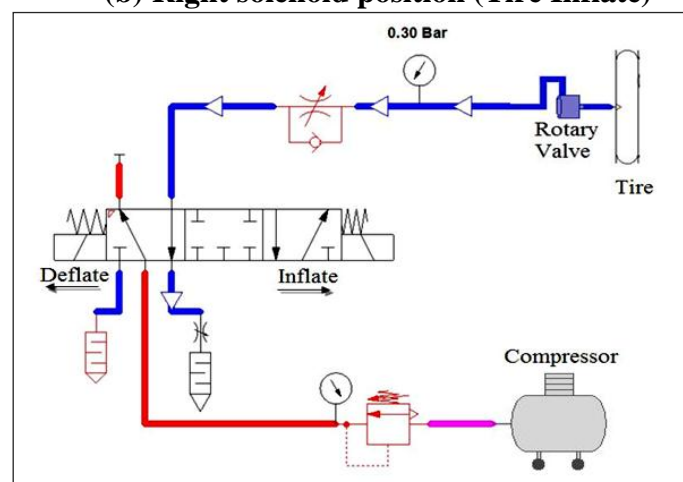 (b) Right solenoid position (Tire Inflate)
0.30 Bar
Rotary
Valve
Tire
Deflate
Inflate
Compressor